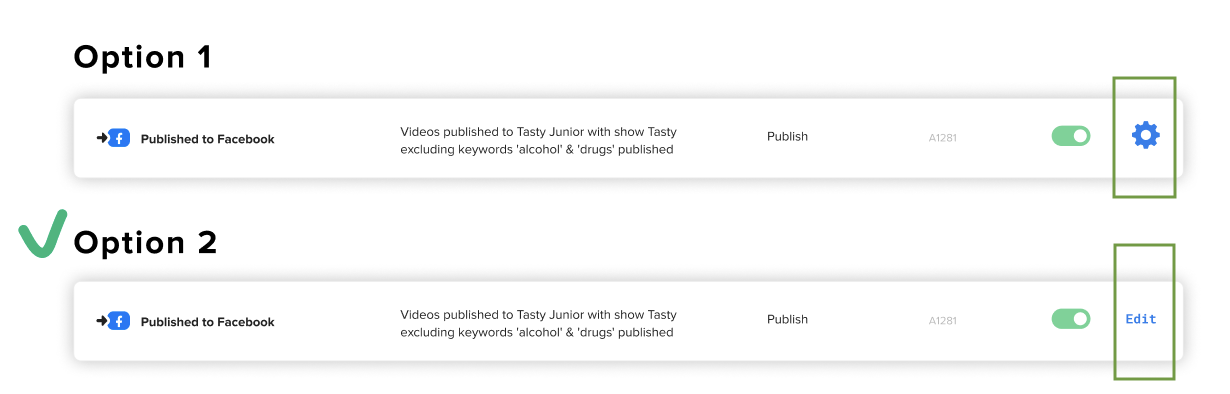 Option 1
Published to Facebook
Videos published to Tasty Junior with show Tasty
excluding keywords 'alcohol' & 'drugs' published
Publish
A1281
Option 2
Published to Facebook
Videos published to Tasty Junior with show Tasty
excluding keywords 'alcohol' & 'drugs' published
Publish
A1281
Edit